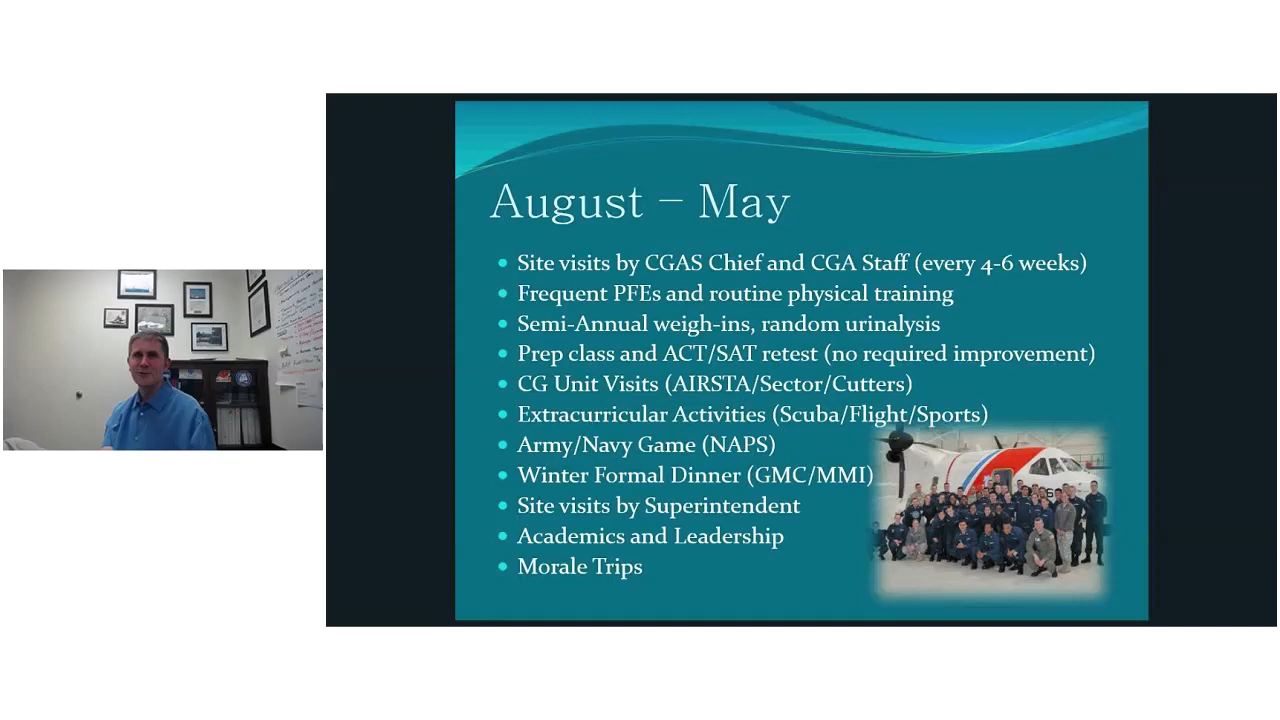 August – May
Site visits by CGAS Chief and CGA Staff (every 4-6 weeks)
Frequent PFEs and routine physical training
Semi-Annual weigh-ins, random urinalysis
Prep class and ACT/SAT retest (no required improvement)
CG Unit Visits (AIRSTA/Sector/Cutters)
Extracurricular Activities (Scuba/Flight/Sports)
Army/Navy Game (NAPS)
Winter Formal Dinner (GMC/MMI)
Site visits by Superintendent
Academics and Leadership
Morale Trips